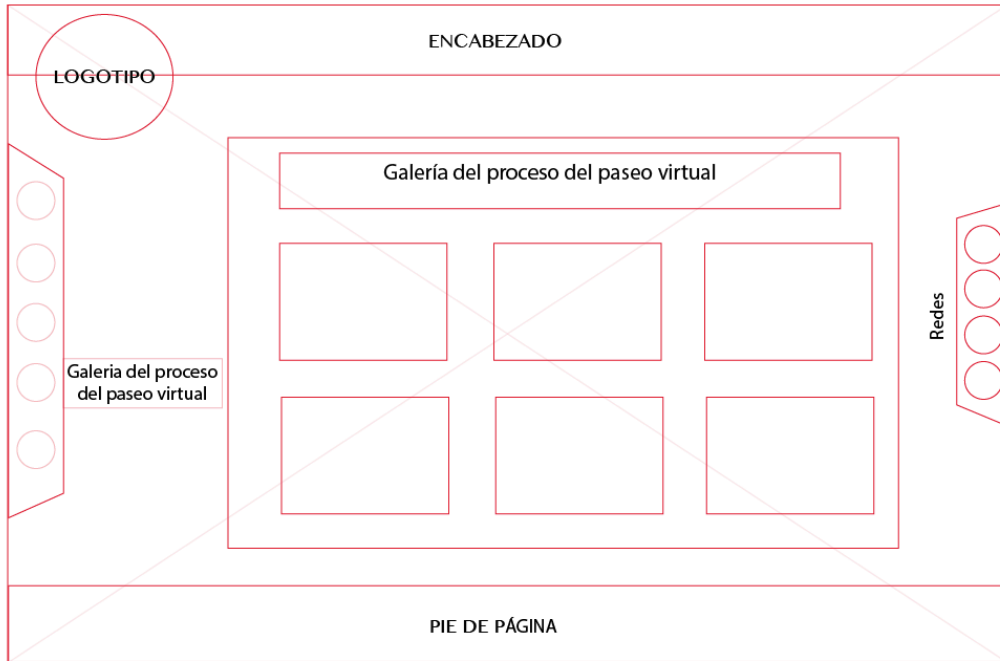 ENCABEZADO
LOGOTIPO
Galería del proceso del paseo virtual
Redes
Galeria del proceso
del paseo virtual
PIE DE PÁGINA